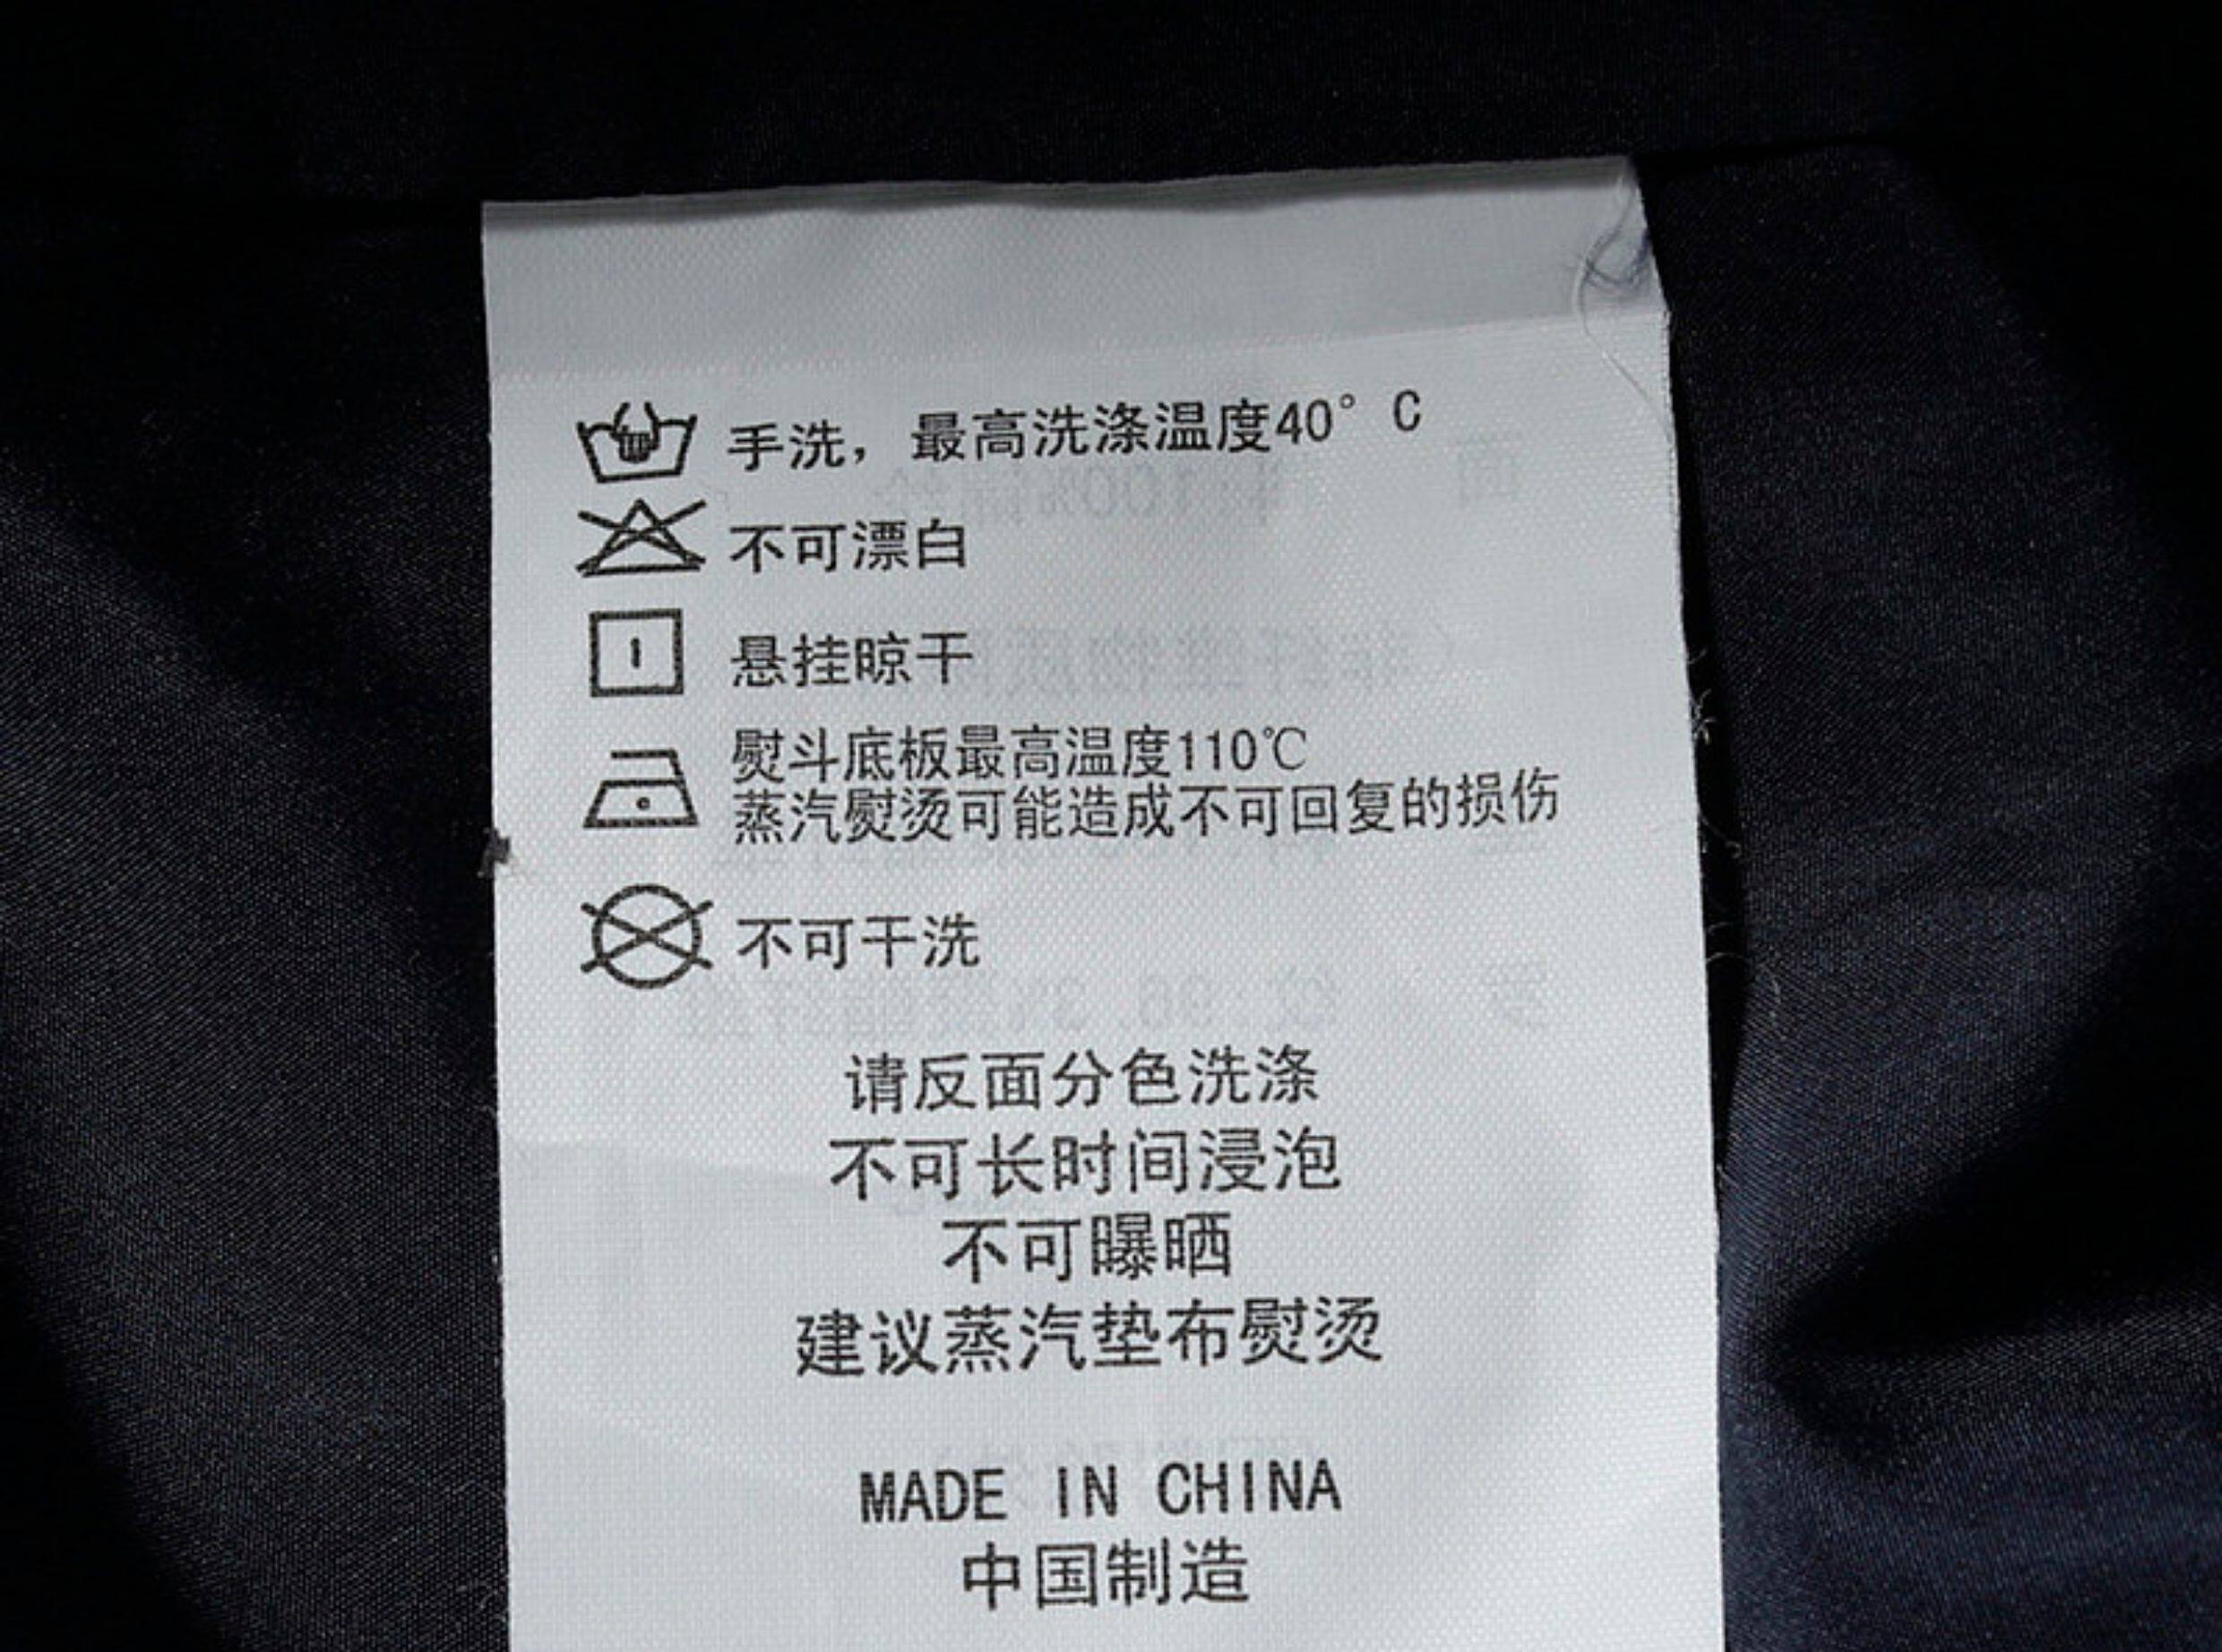 手洗，最高洗涤温度40°C
不可漂白
悬挂晾干
熨斗底板最高温度110℃
蒸汽熨烫可能造成不可回复的损伤
不可干洗
请反面分色洗涤
不可长时间浸泡
不可曝晒
建议蒸汽垫布熨烫
MADE IN CHINA
中国制造